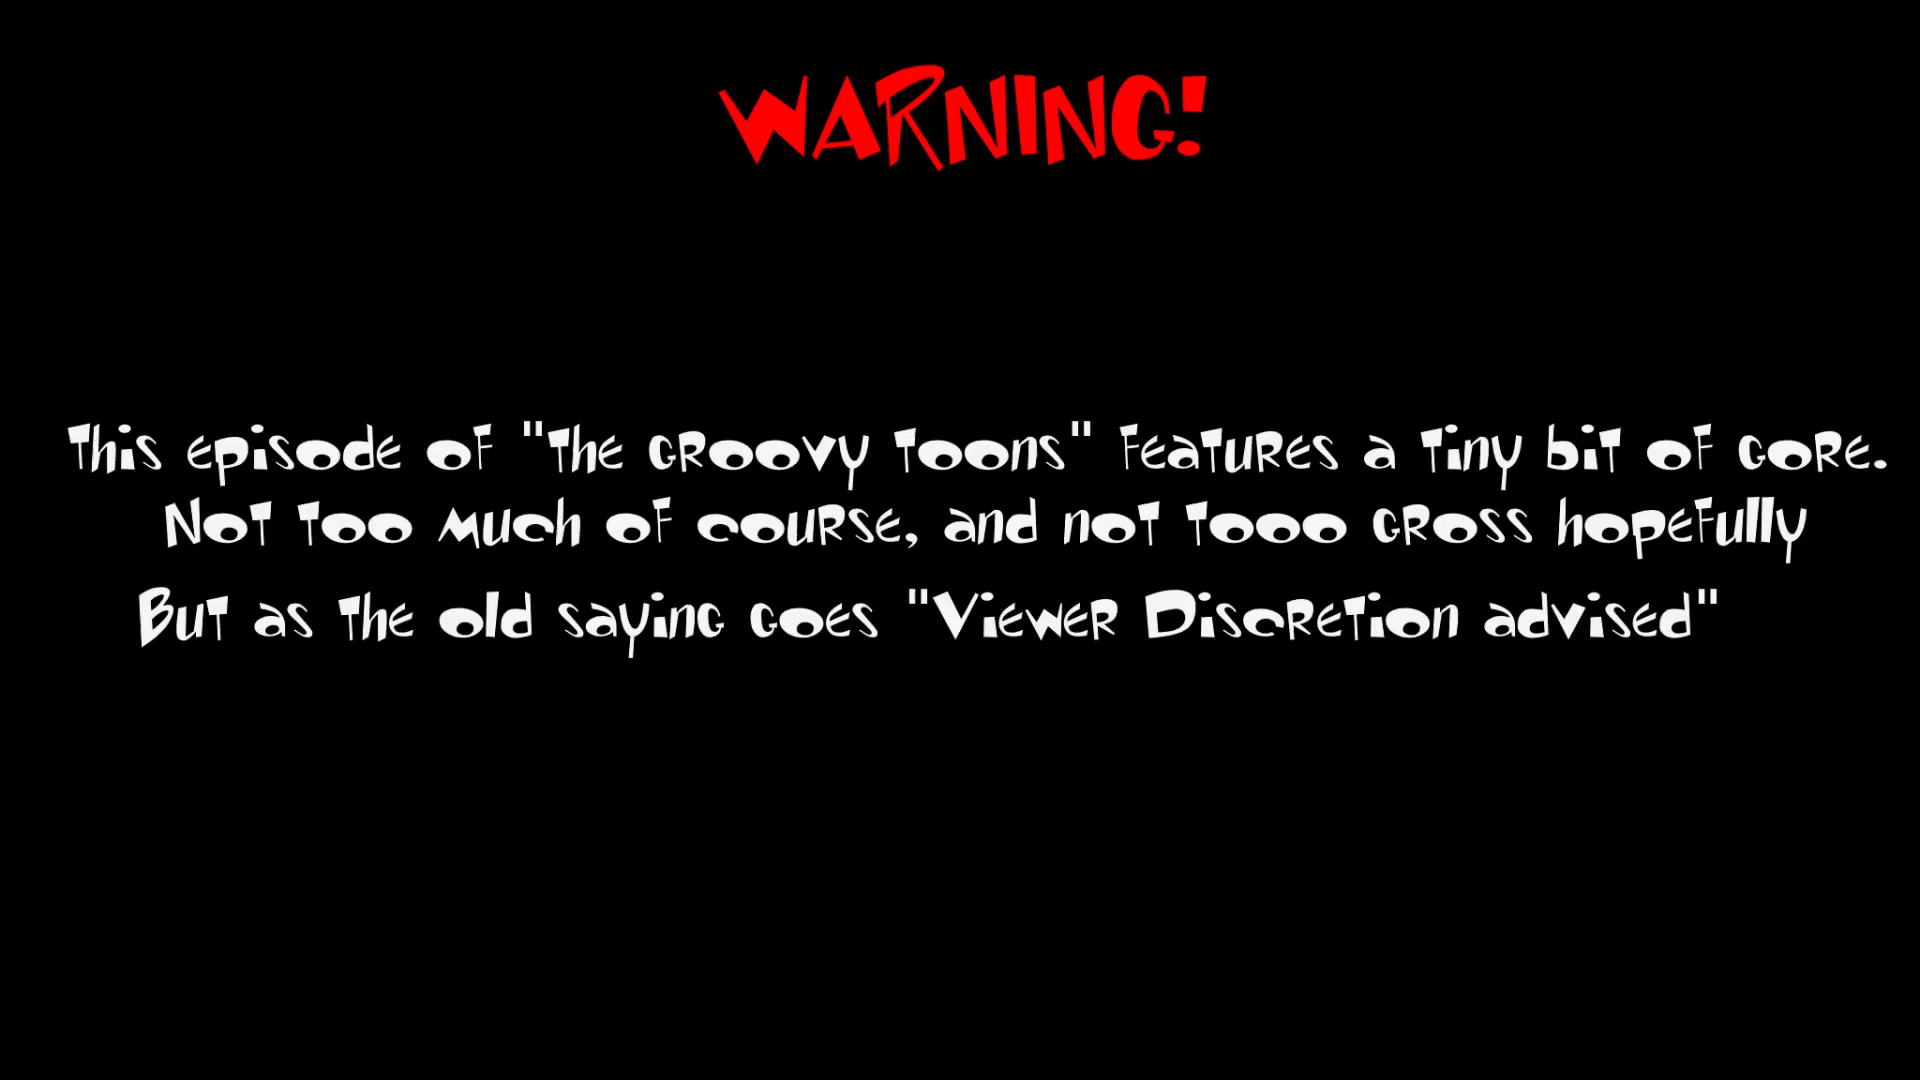 WARNING!
This episode of "The Groovy Toons" features a tiny bit of gore.
Not too much of course, and not tooo gross hopefully
But as the old saying goes "Viewer Discretion advised"